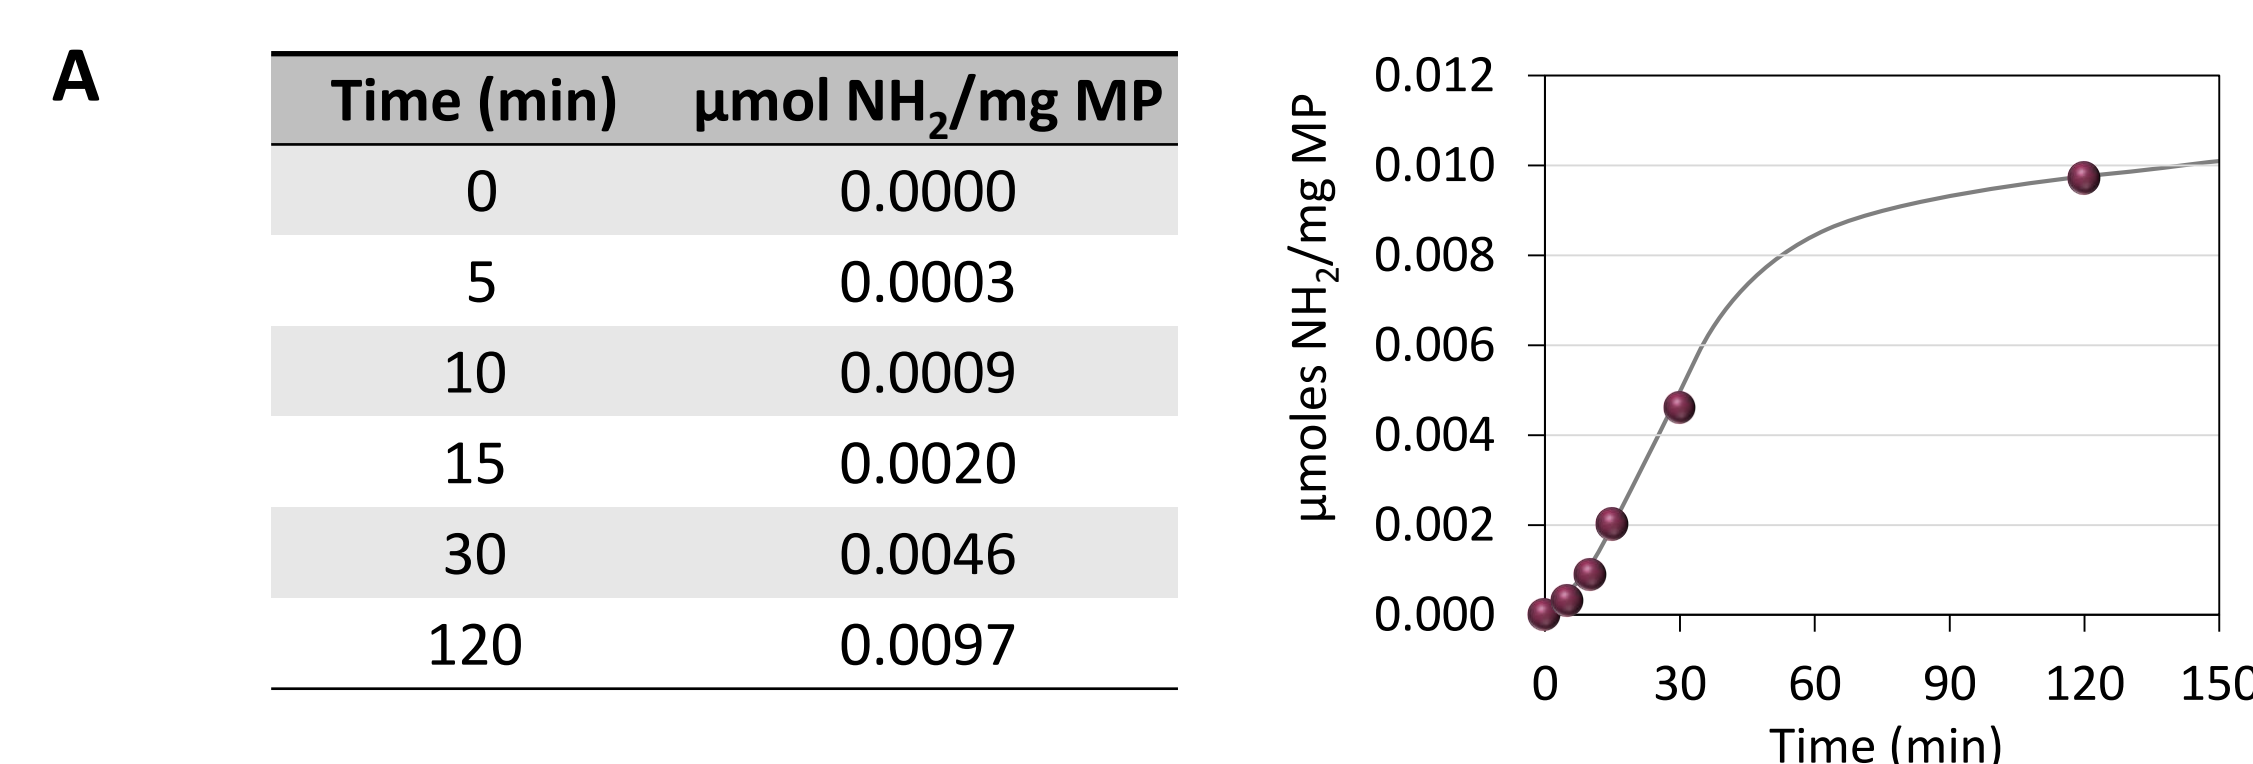 A
Time (min) µmol NH₂/mg MP
0 0.0000
5 0.0003
10 0.0009
15 0.0020
30 0.0046
120 0.0097
µmoles NH₂/mg MP
0.012
0.010
0.008
0.006
0.004
0.002
0.000
0 30 60 90 120 150
Time (min)